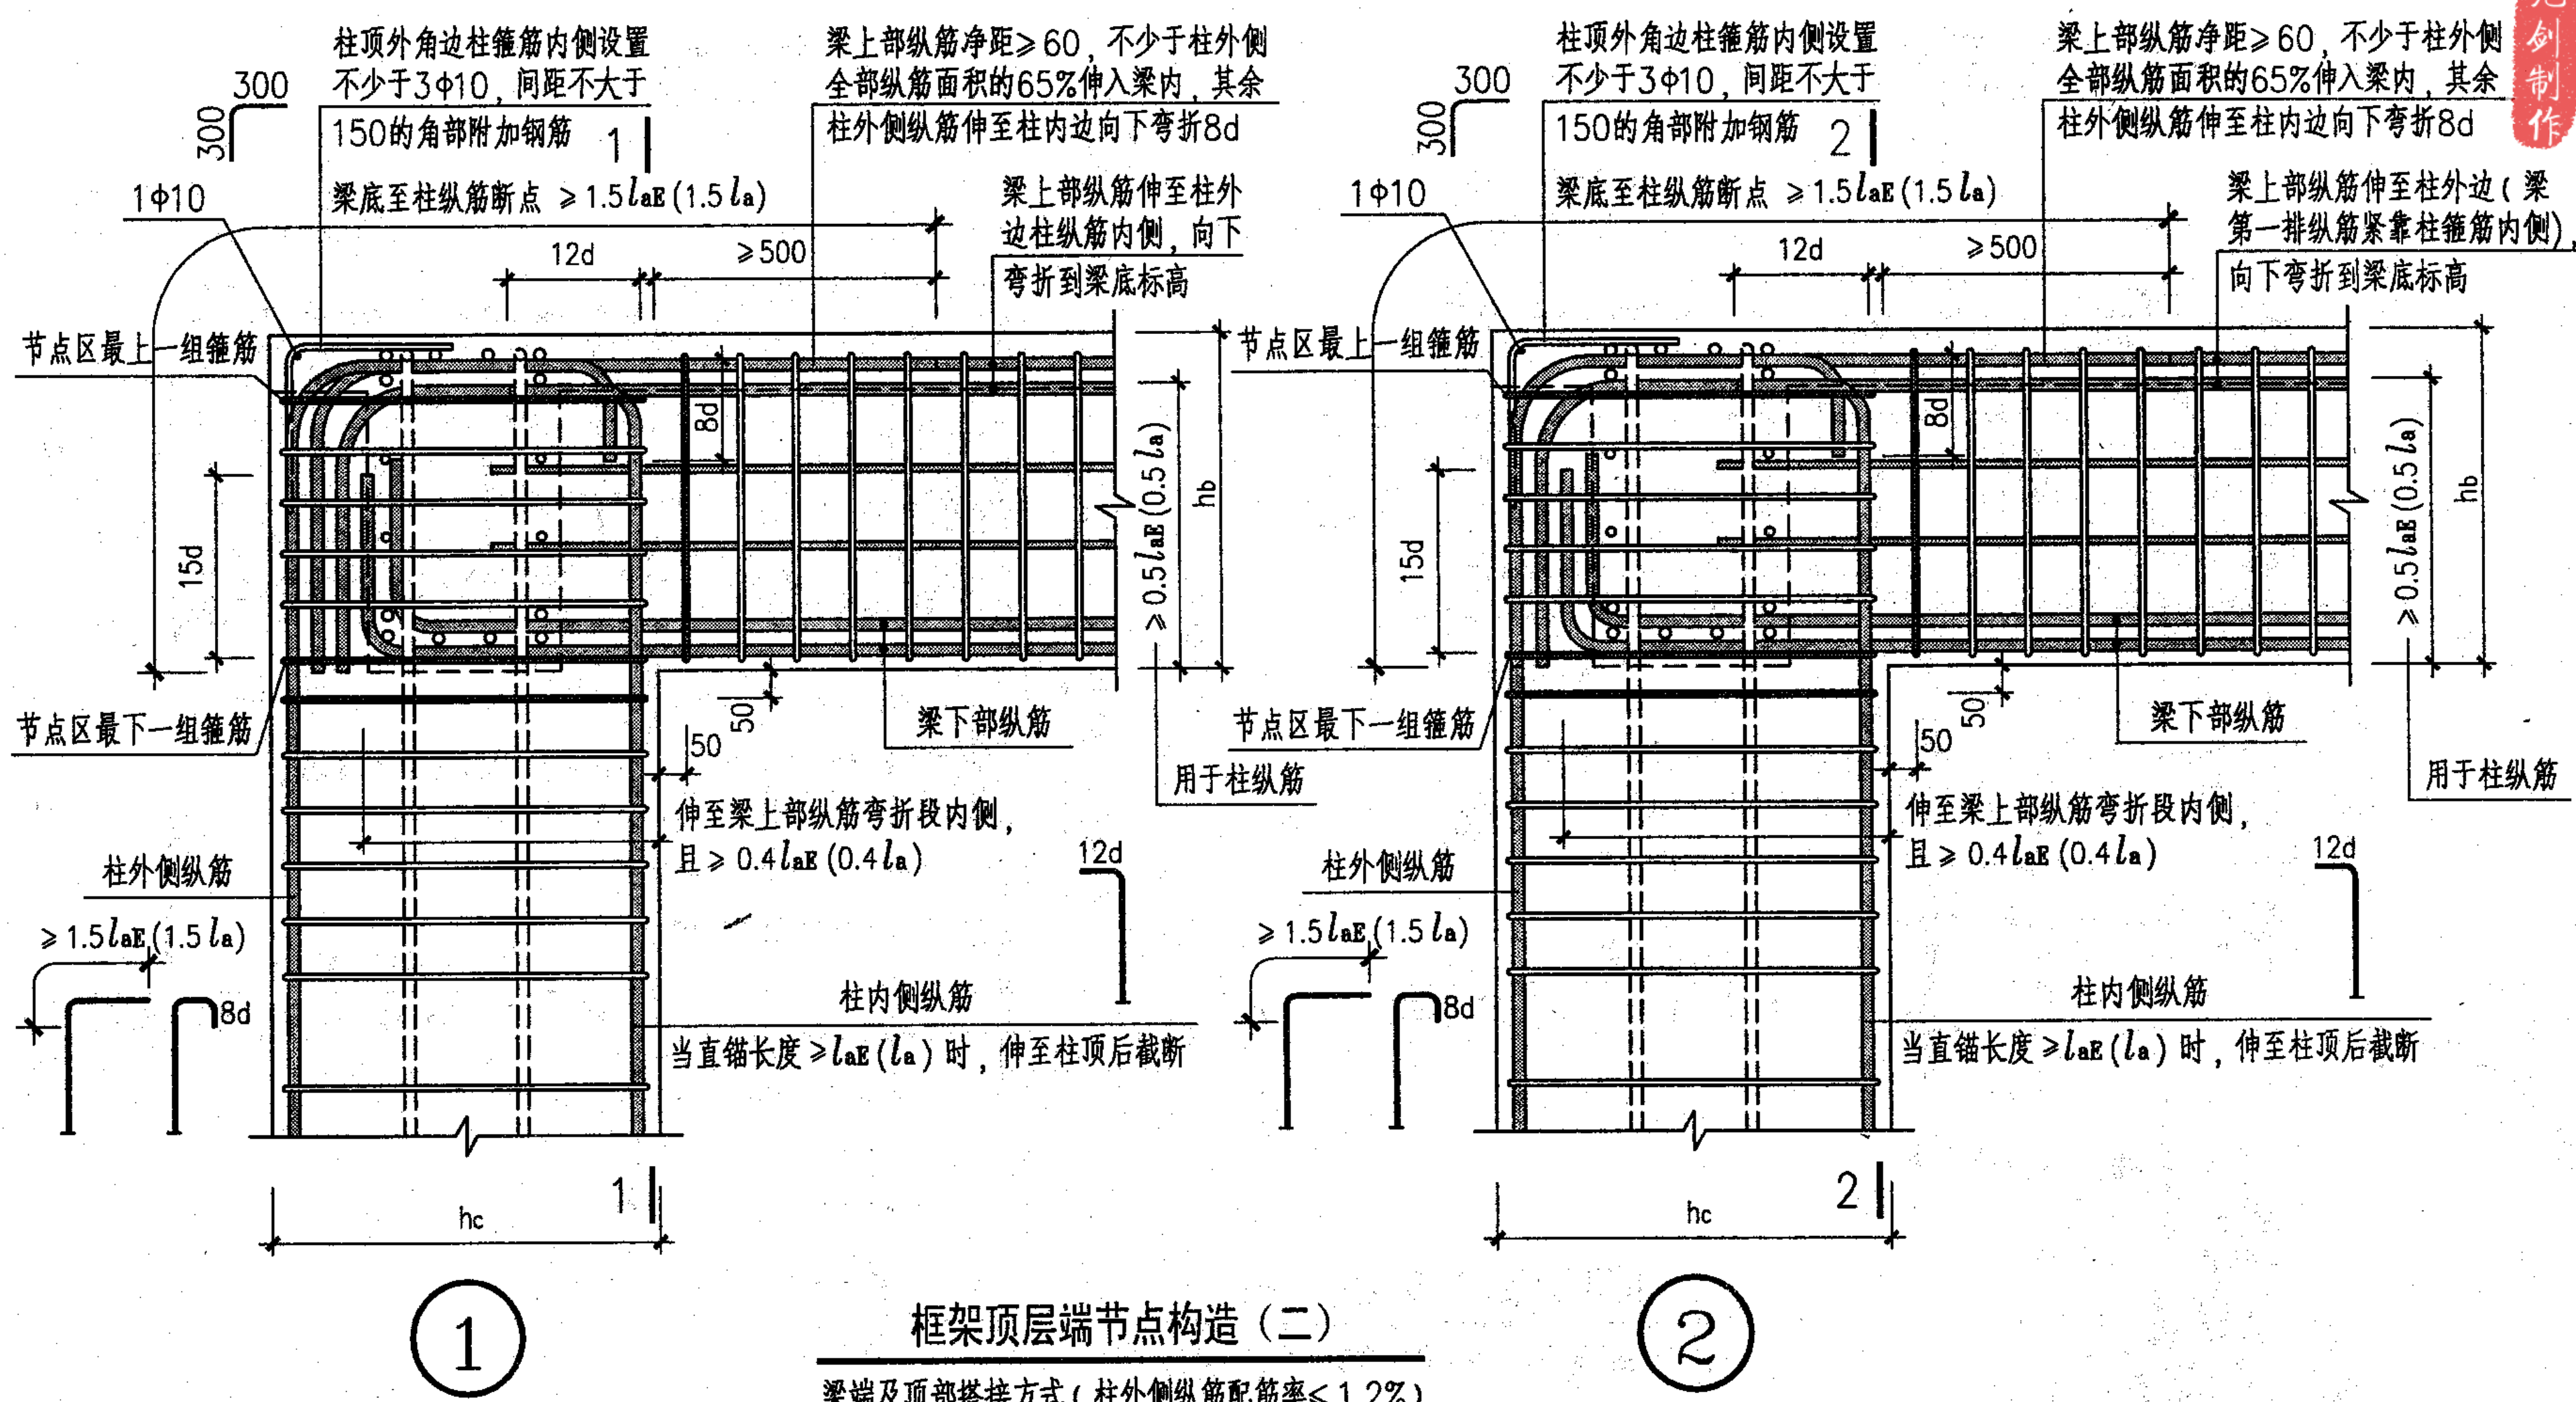 柱顶外角边柱箍筋内侧设置
不少于3Φ10，间距不大于
150的角部附加钢筋
300
300
1
1Φ10
梁底至柱纵筋断点 ≥1.5laE(1.5la)
12d
≥500
梁上部纵筋净距≥60，不少于柱外侧
全部纵筋面积的65%伸入梁内，其余
柱外侧纵筋伸至柱内边向下弯折8d
梁上部纵筋伸至柱外
边柱纵筋内侧，向下
弯折到梁底标高
节点区最上一组箍筋
8d
15d
≥0.5laE(0.5la)
hb
节点区最下一组箍筋
50
50
梁下部纵筋
用于柱纵筋
伸至梁上部纵筋弯折段内侧，
且≥0.4laE(0.4la)
12d
柱外侧纵筋
≥1.5laE(1.5la)
8d
柱内侧纵筋
当直锚长度≥laE(la)时，伸至柱顶后截断
1
hc
1
柱顶外角边柱箍筋内侧设置
不少于3Φ10，间距不大于
150的角部附加钢筋
300
300
2
1Φ10
梁底至柱纵筋断点 ≥1.5laE(1.5la)
12d
≥500
梁上部纵筋净距≥60，不少于柱外侧
全部纵筋面积的65%伸入梁内，其余
柱外侧纵筋伸至柱内边向下弯折8d
梁上部纵筋伸至柱外边(梁
第一排纵筋紧靠柱箍筋内侧)，
向下弯折到梁底标高
节点区最上一组箍筋
8d
15d
≥0.5laE(0.5la)
hb
节点区最下一组箍筋
50
50
梁下部纵筋
用于柱纵筋
伸至梁上部纵筋弯折段内侧，
且≥0.4laE(0.4la)
12d
柱外侧纵筋
≥1.5laE(1.5la)
8d
柱内侧纵筋
当直锚长度≥laE(la)时，伸至柱顶后截断
2
hc
2
框架顶层端节点构造（二）
梁端及顶部搭接方式(柱外侧纵筋配筋率≤1.2%)
剑制作